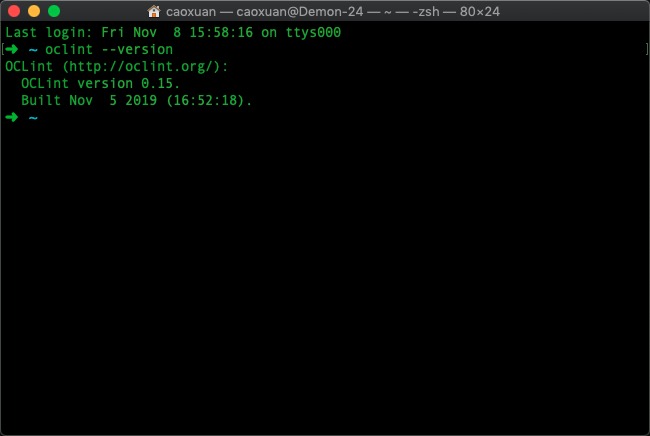 caoxuan — caoxuan@Demon-24 — ~ — -zsh — 80×24
Last login: Fri Nov  8 15:58:16 on ttys000
[➜  ~ oclint --version ]
OCLint (http://oclint.org/):
  OCLint version 0.15.
  Built Nov  5 2019 (16:52:18).
➜  ~